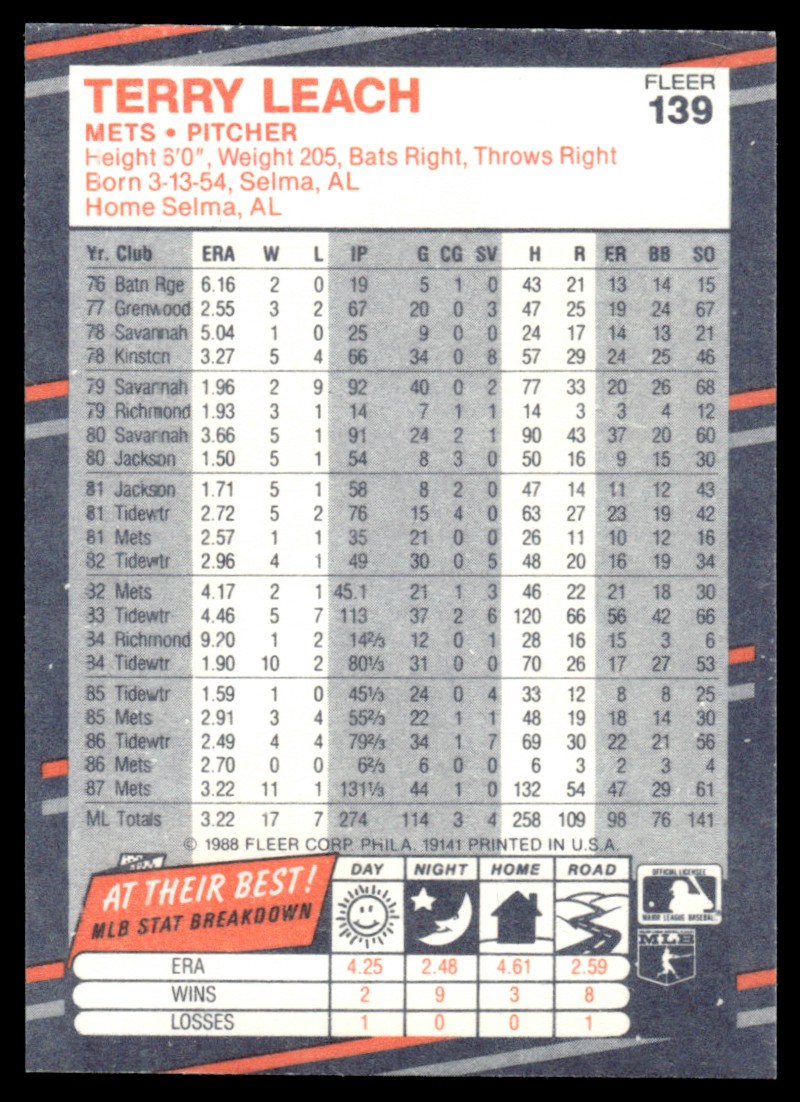 TERRY LEACH
FLEER
139
METS • PITCHER
Height 6'0", Weight 205, Bats Right, Throws Right
Born 3-13-54, Selma, AL
Home Selma, AL
Yr. Club ERA W L IP G CG SV H R ER BB SO
76 Batn Rge 6.16 2 0 19 5 1 0 43 21 13 14 15
77 Grenwood 2.55 3 2 67 20 0 3 47 25 19 24 67
78 Savannah 5.04 1 0 25 9 0 0 24 17 14 13 21
78 Kinston 3.27 5 4 66 34 0 8 57 29 24 25 46
79 Savannah 1.96 2 9 92 40 0 2 77 33 20 26 68
79 Richmond 1.93 3 1 14 7 1 1 14 3 3 4 12
80 Savannah 3.66 5 1 91 24 2 1 90 43 37 20 60
80 Jackson 1.50 5 1 54 8 3 0 50 16 9 15 30
81 Jackson 1.71 5 1 58 8 2 0 47 14 11 12 43
81 Tidewtr 2.72 5 2 76 15 4 0 63 27 23 19 42
81 Mets 2.57 1 1 35 21 0 0 26 11 10 12 16
82 Tidewtr 2.96 4 1 49 30 0 5 48 20 16 19 34
82 Mets 4.17 2 1 45.1 21 1 3 46 22 21 18 30
83 Tidewtr 4.46 5 7 113 37 2 6 120 66 56 42 66
84 Richmond 9.20 1 2 14⅔ 12 0 1 28 16 15 3 6
84 Tidewtr 1.90 10 2 80⅓ 31 0 0 70 26 17 27 53
85 Tidewtr 1.59 1 0 45⅓ 24 0 4 33 12 8 8 25
85 Mets 2.91 3 4 55⅔ 22 1 1 48 19 18 14 30
86 Tidewtr 2.49 4 4 79⅔ 34 1 7 69 30 22 21 56
86 Mets 2.70 0 0 6⅔ 6 0 0 6 3 2 3 4
87 Mets 3.22 11 1 131⅓ 44 1 0 132 54 47 29 61
ML Totals 3.22 17 7 274 114 3 4 258 109 98 76 141
© 1988 FLEER CORP. PHILA. 19141 PRINTED IN U.S.A.
AT THEIR BEST!
MLB STAT BREAKDOWN
DAY NIGHT HOME ROAD
OFFICIAL LICENSEE
MAJOR LEAGUE BASEBALL
MLB
ERA 4.25 2.48 4.61 2.59
WINS 2 9 3 8
LOSSES 1 0 0 1